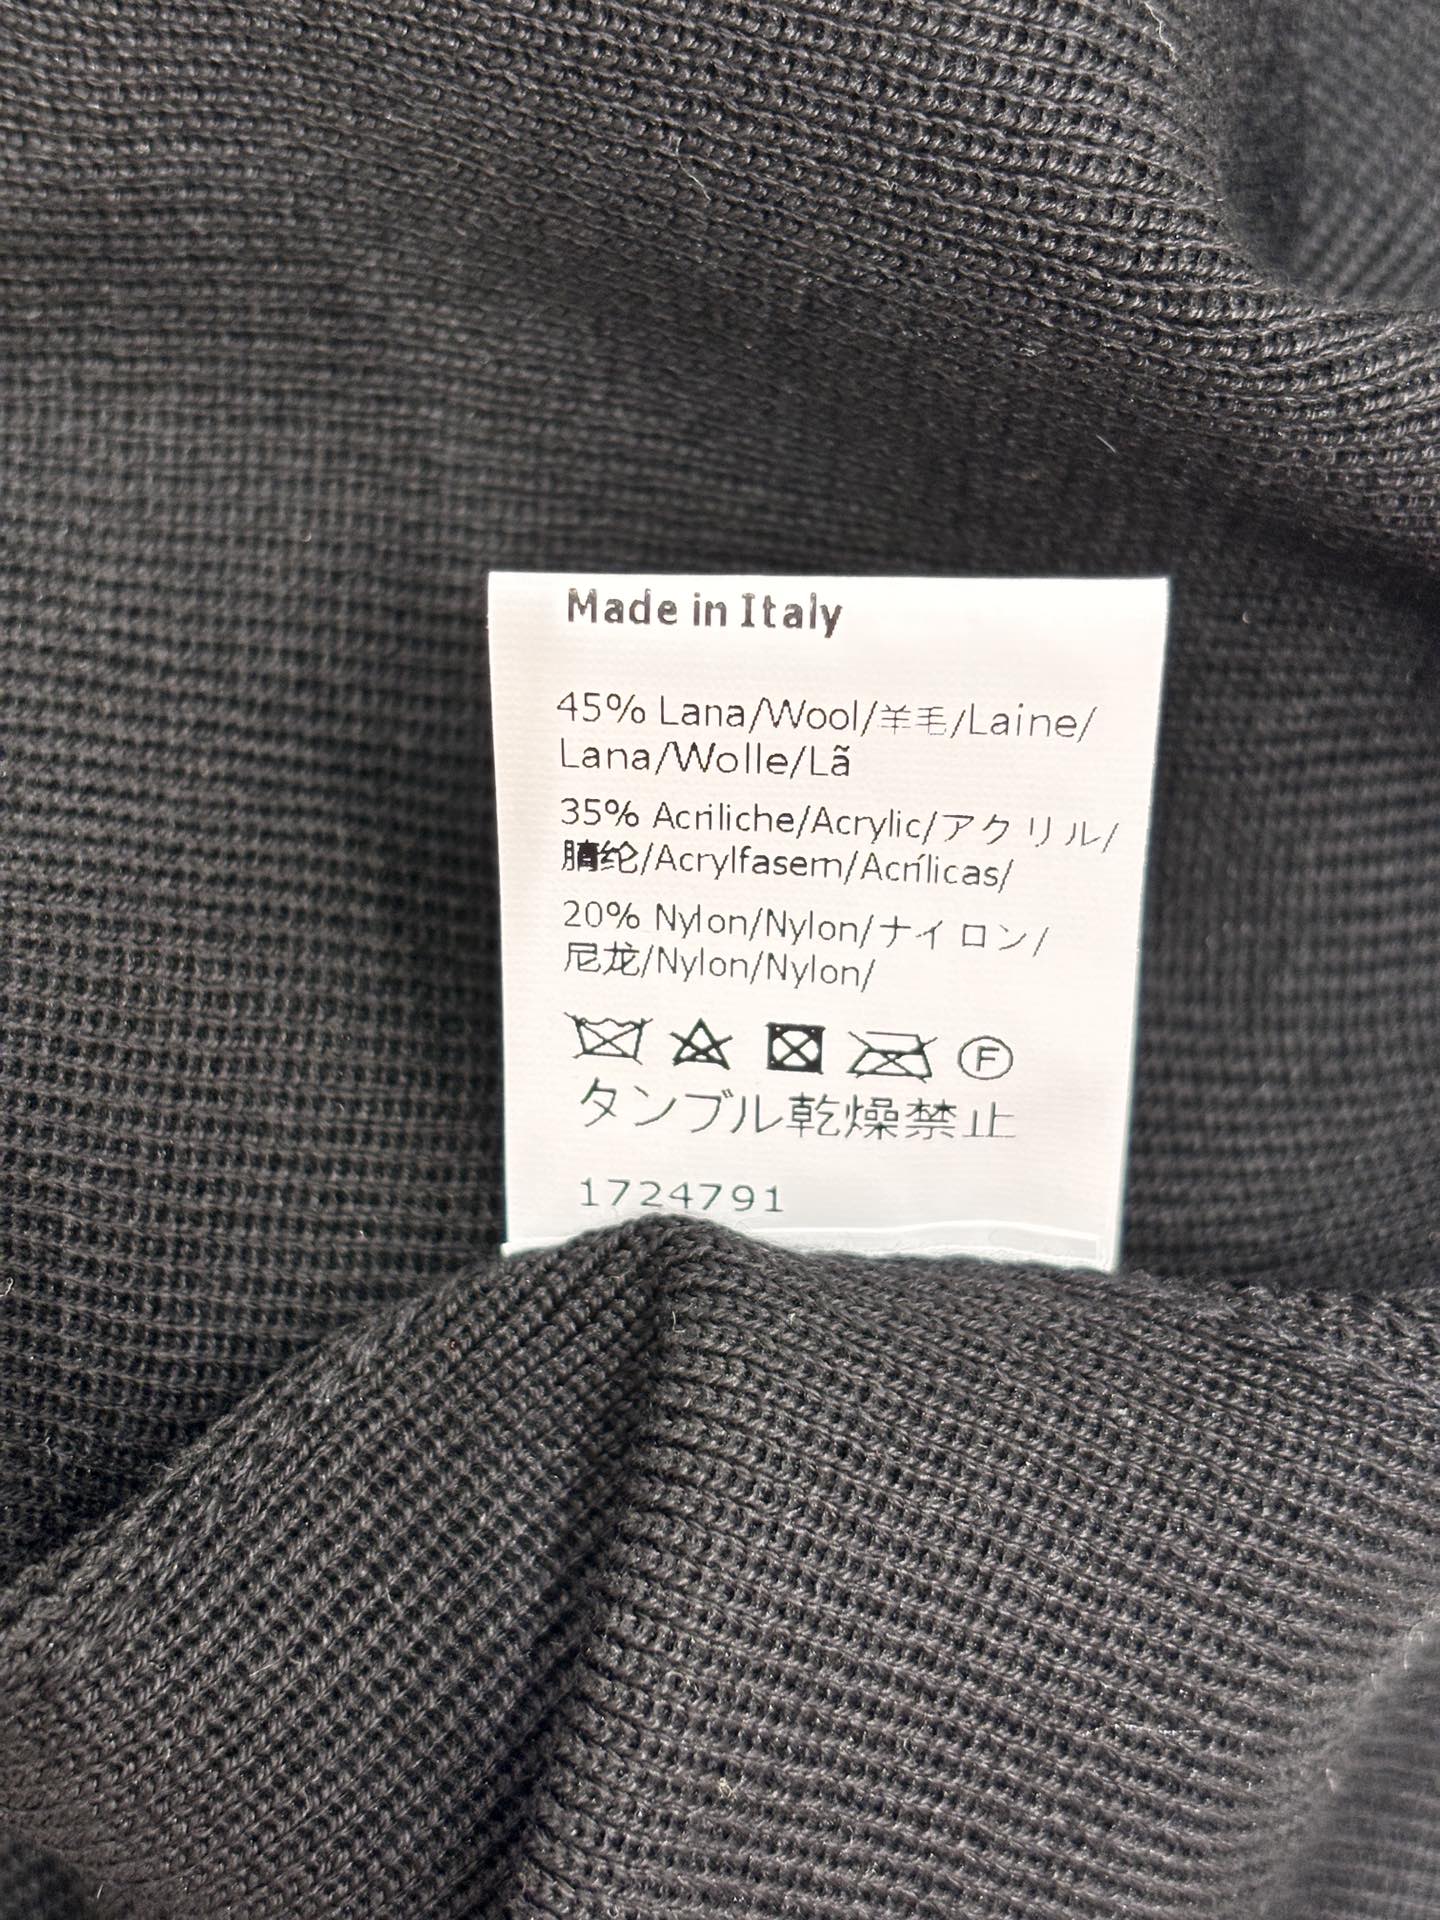 Made in Italy
45% Lana/Wool/羊毛/Laine/
Lana/Wolle/Lã
35% Acriliche/Acrylic/アクリル/
腈纶/Acrylfasern/Acrílicas/
20% Nylon/Nylon/ナイロン/
尼龙/Nylon/Nylon/
F
タンブル乾燥禁止
1724791